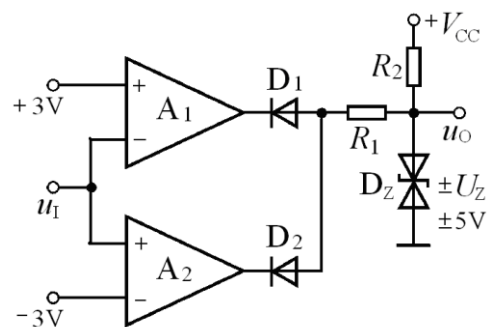 +V_CC
D₁
R₂
+3V
+
A₁
−
R₁
u_O
u_I
D_Z
±U_Z
±5V
D₂
+
A₂
−
−3V